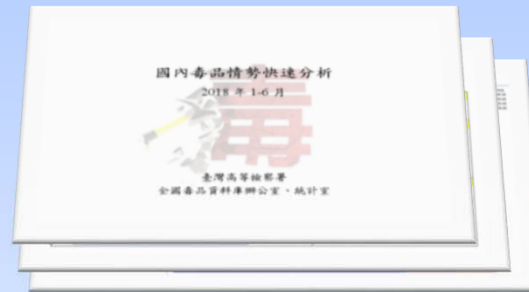 國內毒品情勢快速分析
2018 年 1-6 月
毒
臺灣高等檢察署
全國毒品資料庫辦公室、統計室